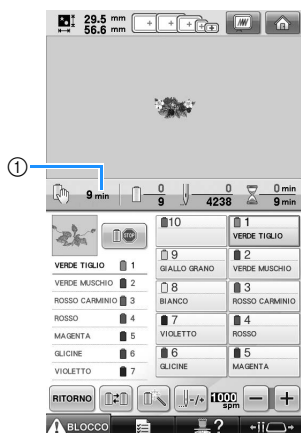 29.5 mm
56.6 mm
1
9 min
0
9
0
4238
0 min
9 min
10
1
VERDE TIGLIO
9
GIALLO GRANO
2
VERDE MUSCHIO
8
BIANCO
3
ROSSO CARMINIO
7
VIOLETTO
4
ROSSO
6
GLICINE
5
MAGENTA
VERDE TIGLIO 1
VERDE MUSCHIO 2
ROSSO CARMINIO 3
ROSSO 4
MAGENTA 5
GLICINE 6
VIOLETTO 7
STOP
RITORNO
-/+
1000 spm
- +
BLOCCO
?